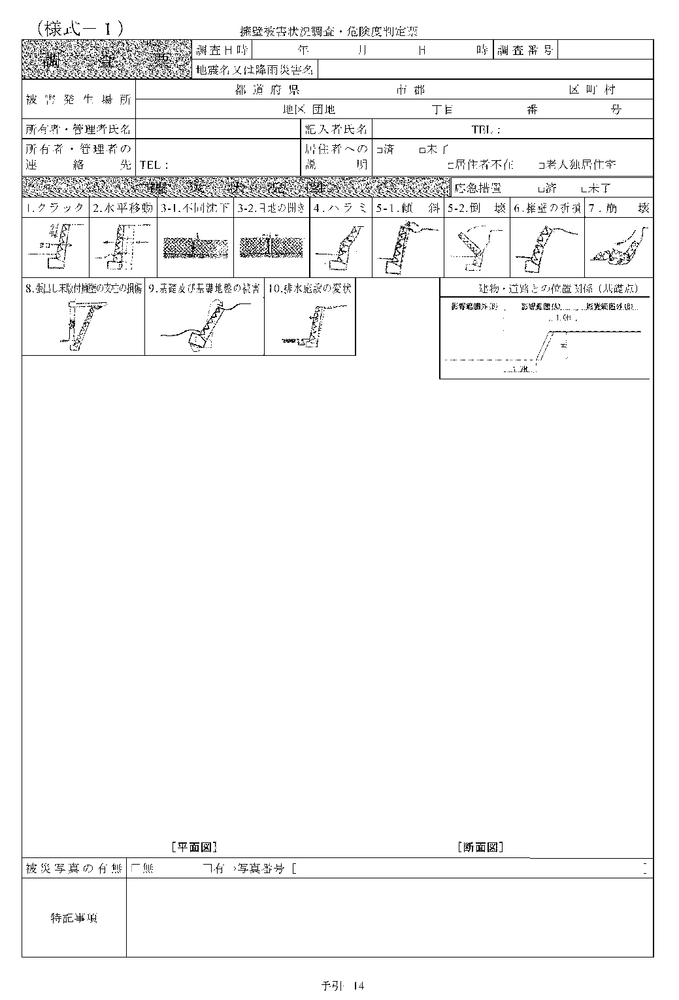 (様式－１)
擁壁被害状況調査・危険度判定票
調 査 票
調査日時 年 月 日 時 調査番号
地震名又は降雨災害名
被害発生場所
都道府県 市郡 区町村
地区 団地 丁目 番 号
所有者・管理者氏名 記入者氏名 TEL：
所有者・管理者の連絡先 TEL：
居住者への説明 □済 □未了
□居住者不在 □老人独居住宅
応急措置 □済 □未了
1.クラック 2.水平移動 3-1.不同沈下 3-2.目地の開き 4.ハラミ 5-1.傾斜 5-2.倒壊 6.擁壁の折損 7.崩壊
8.張出し床版付擁壁の支柱の損傷 9.基礎及び基礎地盤の被害 10.排水施設の変状
建物・道路との位置関係（基礎点）
影響範囲外(B) 影響範囲(A) 影響範囲外(B)
1.0H
H
［平面図］ ［断面図］
被災写真の有無 □無 □有→写真番号［ ］
特記事項
手引- 14